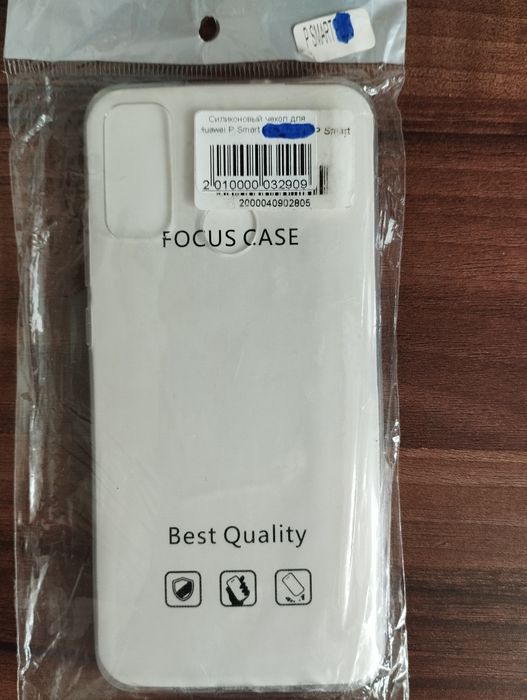 P SMART
Силиконовый чехол для
Huawei P Smart P Smart
2 010000 032909
2000040902805
FOCUS CASE
Best Quality